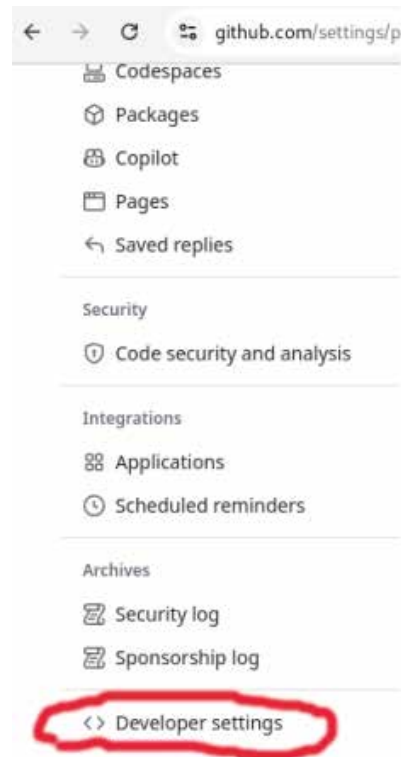 github.com/settings/p
Codespaces
Packages
Copilot
Pages
Saved replies
Security
Code security and analysis
Integrations
Applications
Scheduled reminders
Archives
Security log
Sponsorship log
Developer settings